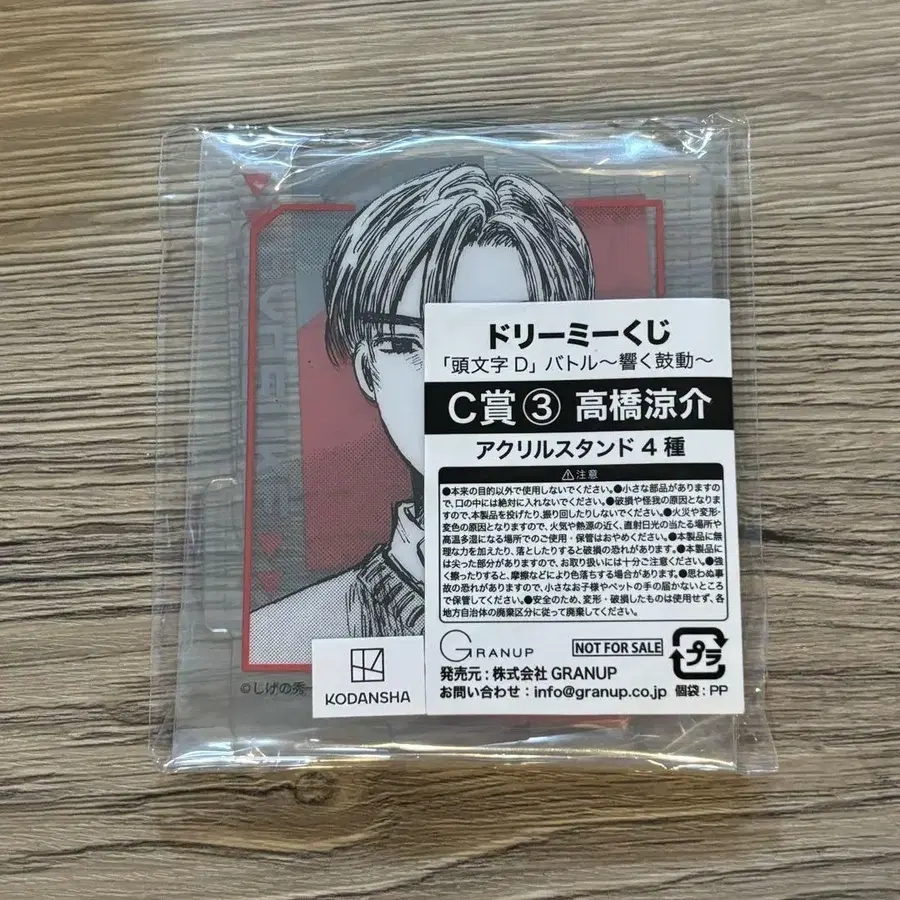 ドリーミーくじ
「頭文字 D」バトル〜響く鼓動〜
C賞③ 高橋涼介
アクリルスタンド 4 種
⚠注意
●本来の目的以外で使用しないでください。●小さな部品がありますの
で、口の中には絶対に入れないでください。●破損や怪我の原因となりま
すので、本製品を投げたり、振り回したりしないでください。●火災や変形・
変色の原因となりますので、火気や熱源の近く、直射日光の当たる場所や
高温多湿になる場所でのご使用・保管はおやめください。●本製品に無
理な力を加えたり、落としたりすると破損の恐れがあります。●本製品に
は尖った部分がありますので、お取り扱いには十分ご注意ください。●強
く擦ったりすると、摩擦などにより色落ちする場合があります。●思わぬ事
故の恐れがありますので、小さなお子様やペットの手の届かないところ
で保管してください。●安全のため、変形・破損したものは使用せず、各
地方自治体の廃棄区分に従って廃棄してください。
GRANUP
NOT FOR SALE
プラ
発売元：株式会社 GRANUP
お問い合わせ：info@granup.co.jp
個袋：PP
©しげの秀
KODANSHA